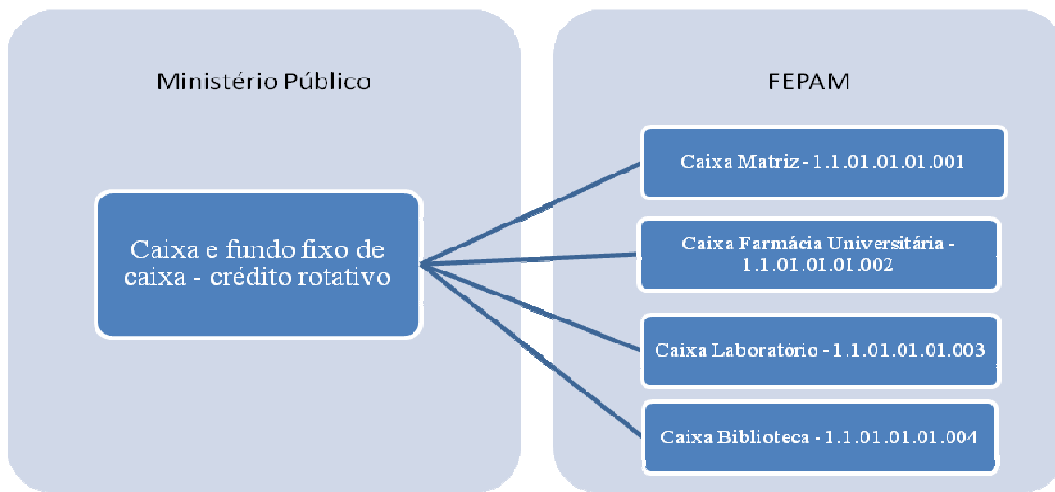 Ministério Público
Caixa e fundo fixo de
caixa - crédito rotativo
FEPAM
Caixa Matriz - 1.1.01.01.01.001
Caixa Farmácia Universitária -
1.1.01.01.01.002
Caixa Laboratório - 1.1.01.01.01.003
Caixa Biblioteca - 1.1.01.01.01.004